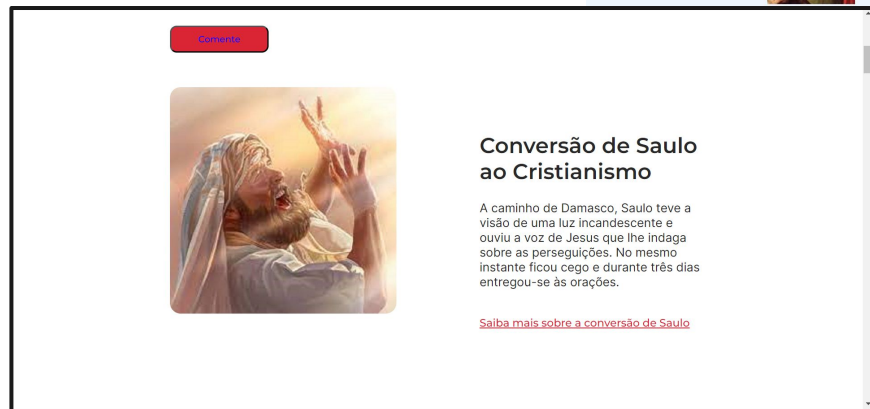 Comente
Conversão de Saulo
ao Cristianismo
A caminho de Damasco, Saulo teve a
visão de uma luz incandescente e
ouviu a voz de Jesus que lhe indaga
sobre as perseguições. No mesmo
instante ficou cego e durante três dias
entregou-se às orações.
Saiba mais sobre a conversão de Saulo